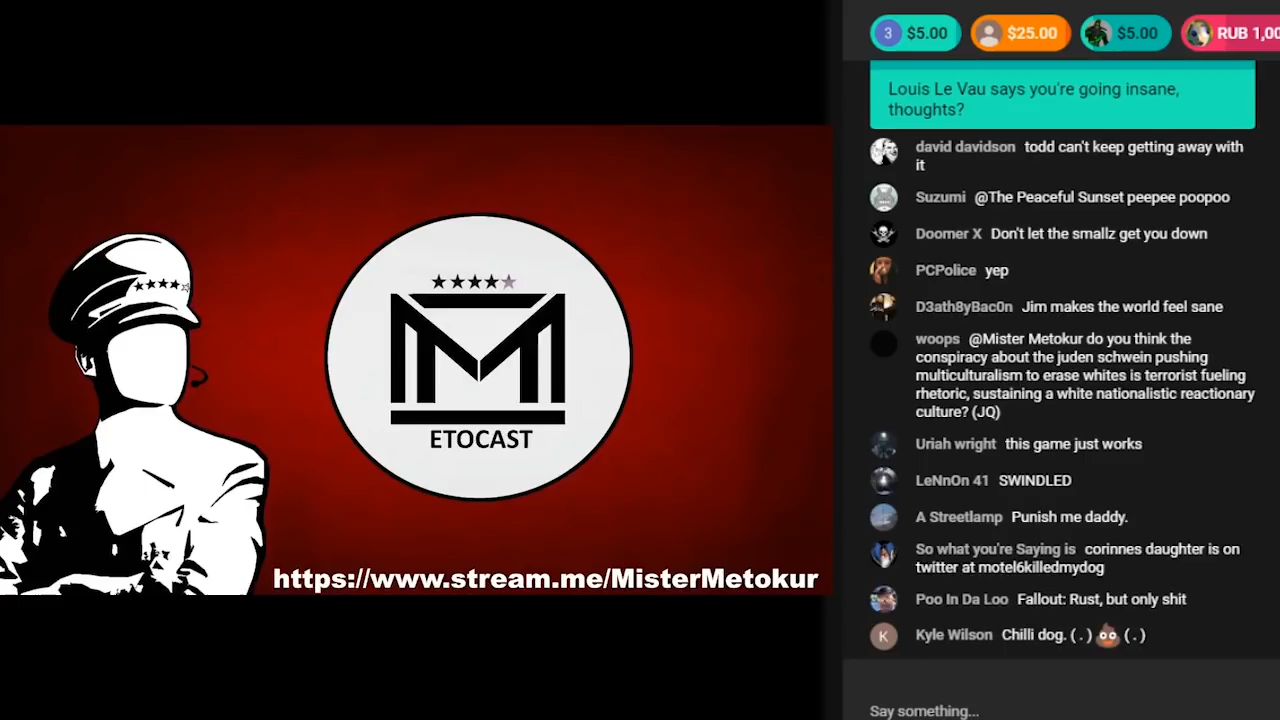 3 $5.00 $25.00 $5.00 RUB 1,00
Louis Le Vau says you're going insane,
thoughts?
david davidson todd can't keep getting away with
it
Suzumi @The Peaceful Sunset peepee poopoo
Doomer X Don't let the smallz get you down
PCPolice yep
D3ath8yBac0n Jim makes the world feel sane
woops @Mister Metokur do you think the
conspiracy about the juden schwein pushing
multiculturalism to erase whites is terrorist fueling
rhetoric, sustaining a white nationalistic reactionary
culture? (JQ)
Uriah wright this game just works
LeNnOn 41 SWINDLED
A Streetlamp Punish me daddy.
So what you're Saying is corinnes daughter is on
twitter at motel6killedmydog
Poo In Da Loo Fallout: Rust, but only shit
K Kyle Wilson Chilli dog. ( . ) 💩 ( . )
Say something...
M
ETOCAST
https://www.stream.me/MisterMetokur